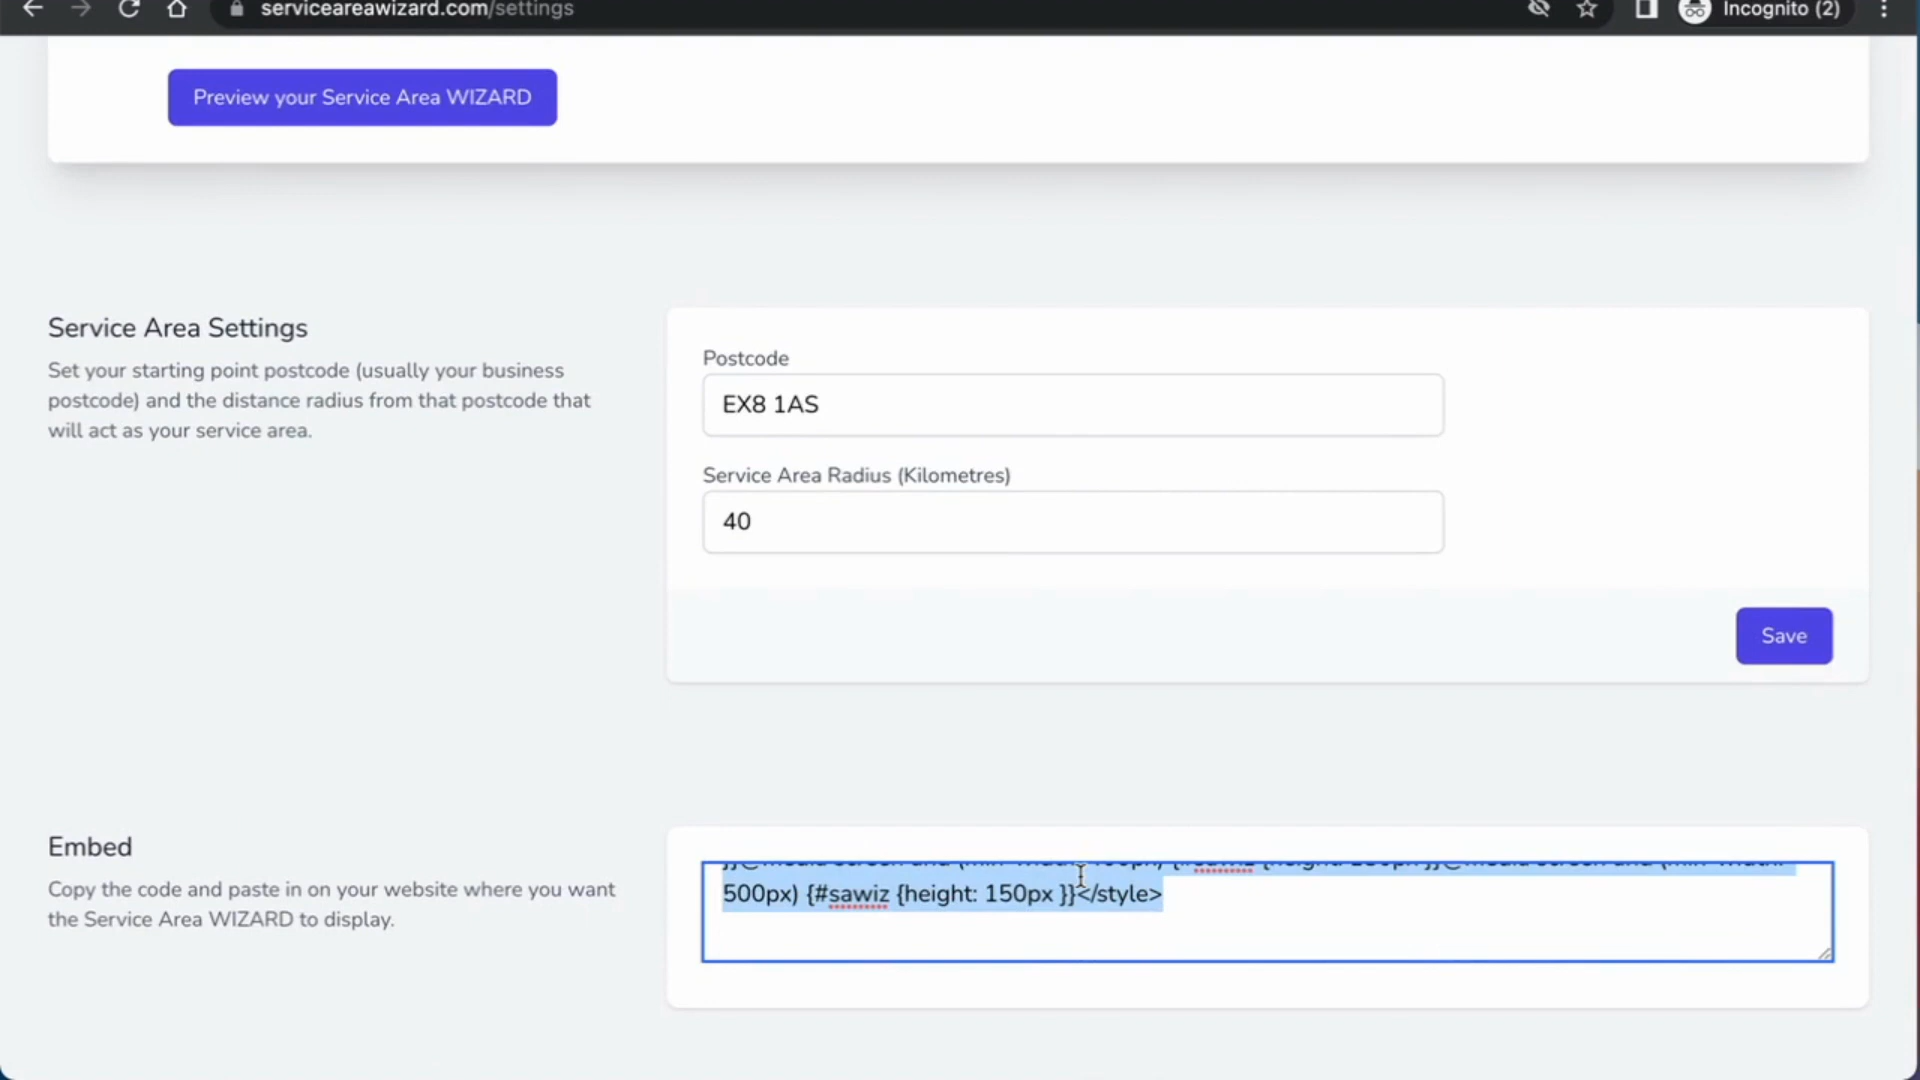 serviceareawizard.com/settings
Incognito (2)
Preview your Service Area WIZARD
Service Area Settings
Set your starting point postcode (usually your business
postcode) and the distance radius from that postcode that
will act as your service area.
Postcode
EX8 1AS
Service Area Radius (Kilometres)
40
Save
Embed
Copy the code and paste in on your website where you want
the Service Area WIZARD to display.
500px) {#sawiz {height: 150px }}</style>